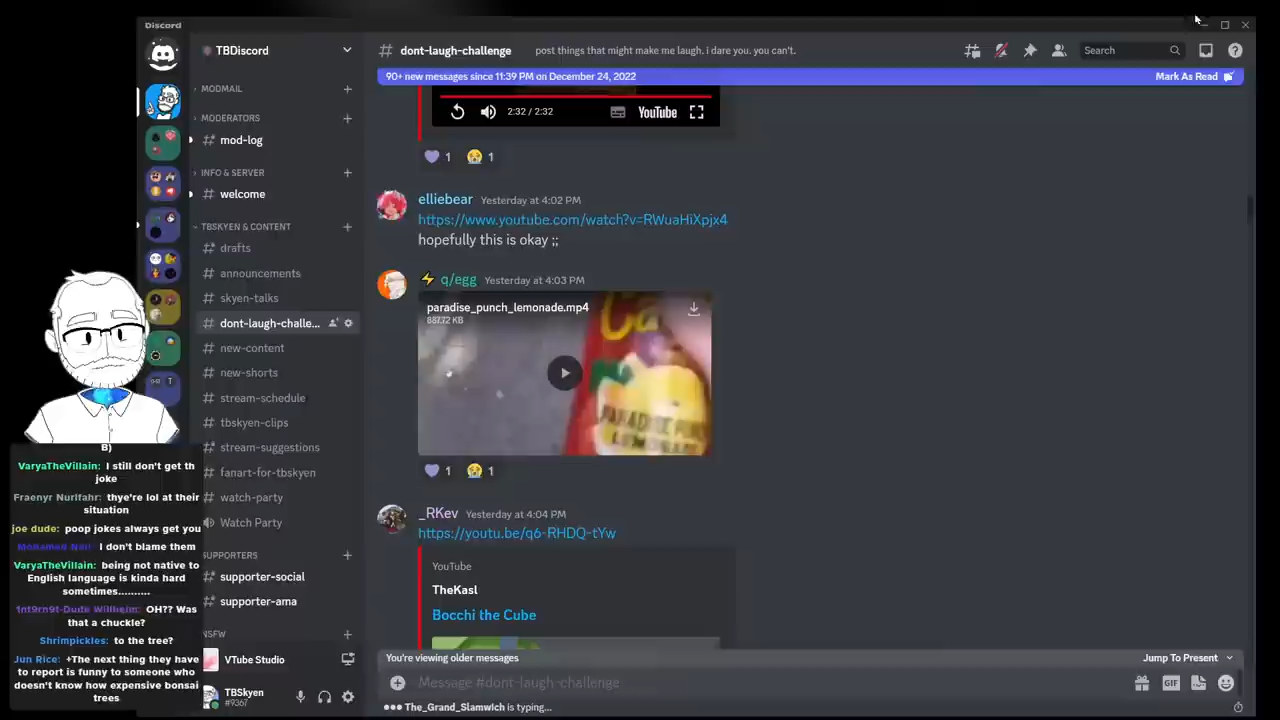 Discord
TBDiscord
# dont-laugh-challenge
post things that might make me laugh. i dare you. you can't.
Search
90+ new messages since 11:39 PM on December 24, 2022
Mark As Read
MODMAIL
MODERATORS
mod-log
INFO & SERVER
welcome
TBSKYEN & CONTENT
drafts
announcements
skyen-talks
dont-laugh-challe...
new-content
new-shorts
stream-schedule
tbskyen-clips
stream-suggestions
fanart-for-tbskyen
watch-party
Watch Party
SUPPORTERS
supporter-social
supporter-ama
NSFW
VTube Studio
TBSkyen
#9367
2:32 / 2:32
YouTube
1 1
elliebear Yesterday at 4:02 PM
https://www.youtube.com/watch?v=RWuaHiXpjx4
hopefully this is okay ;;
q/egg Yesterday at 4:03 PM
paradise_punch_lemonade.mp4
887.72 KB
PARADISE PUNCH
LEMONADE
1 1
_RKev Yesterday at 4:04 PM
https://youtu.be/q6-RHDQ-tYw
YouTube
TheKasl
Bocchi the Cube
You're viewing older messages
Jump To Present
Message #dont-laugh-challenge
GIF
The_Grand_Slamwich is typing...
B)
VaryaTheVillain: I still don't get th
joke
Fraenyr Nurlfahr: thye're lol at their
situation
joe dude: poop jokes always get you
I don't blame them
VaryaTheVillain: being not native to
English language is kinda hard
sometimes..........
1nt9rn9t-Dude Willheim: OH?? Was
that a chuckle?
Shrimpickles: to the tree?
Jun Rice: +The next thing they have
to report is funny to someone who
doesn't know how expensive bonsai
trees